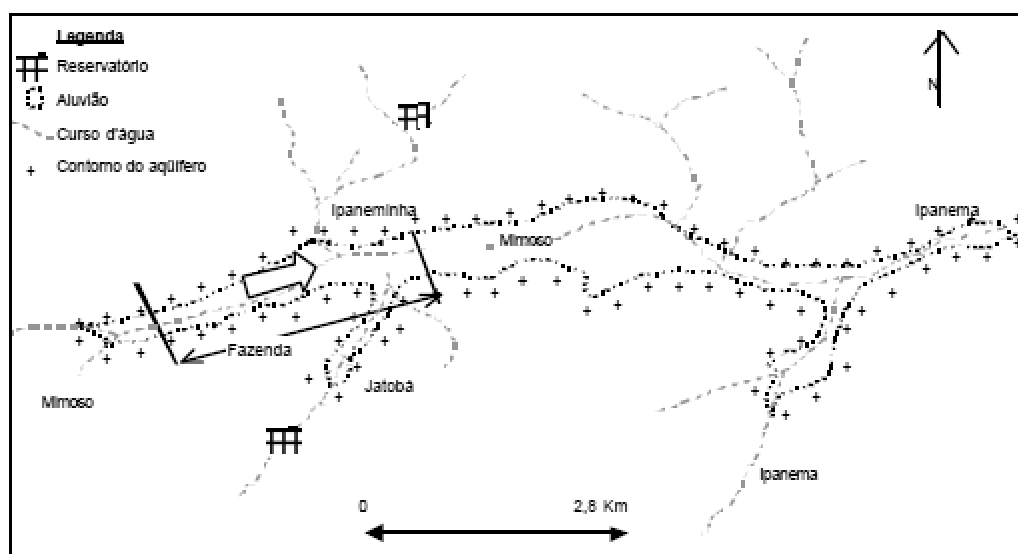 Legenda
Reservatório
Aluvião
Curso d'água
Contorno do aqüífero
N
Ipaneminha
Mimoso
Ipanema
Fazenda
Jatobá
Mimoso
Ipanema
0 2,8 Km